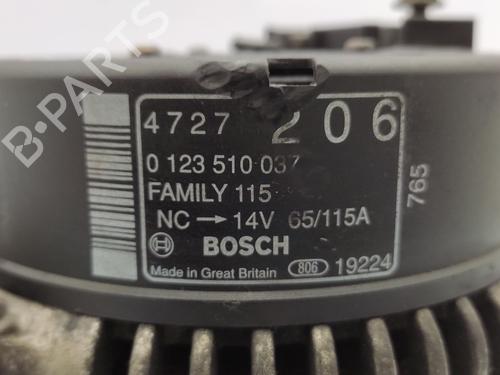 4727 206
0 123 510 037
FAMILY 115
NC → 14V 65/115A
BOSCH
Made in Great Britain 806 19224
765
B-PARTS